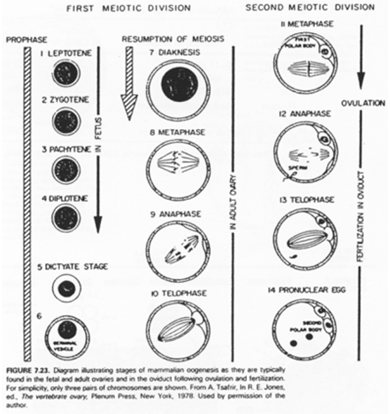 FIRST MEIOTIC DIVISION
SECOND MEIOTIC DIVISION
PROPHASE
1 LEPTOTENE
2 ZYGOTENE
3 PACHYTENE
4 DIPLOTENE
IN FETUS
5 DICTYATE STAGE
6
GERMINAL
VESICLE
RESUMPTION OF MEIOSIS
7 DIAKNESIS
8 METAPHASE
9 ANAPHASE
10 TELOPHASE
IN ADULT OVARY
11 METAPHASE
FIRST
POLAR BODY
OVULATION
12 ANAPHASE
SPERM
13 TELOPHASE
14 PRONUCLEAR EGG
SECOND
POLAR BODY
FERTILIZATION IN OVIDUCT
FIGURE 7.23. Diagram illustrating stages of mammalian oogenesis as they are typically
found in the fetal and adult ovaries and in the oviduct following ovulation and fertilization.
For simplicity, only three pairs of chromosomes are shown. From A. Tsafrir, In R. E. Jones,
ed., The vertebrate ovary, Plenum Press, New York, 1978. Used by permission of the
author.